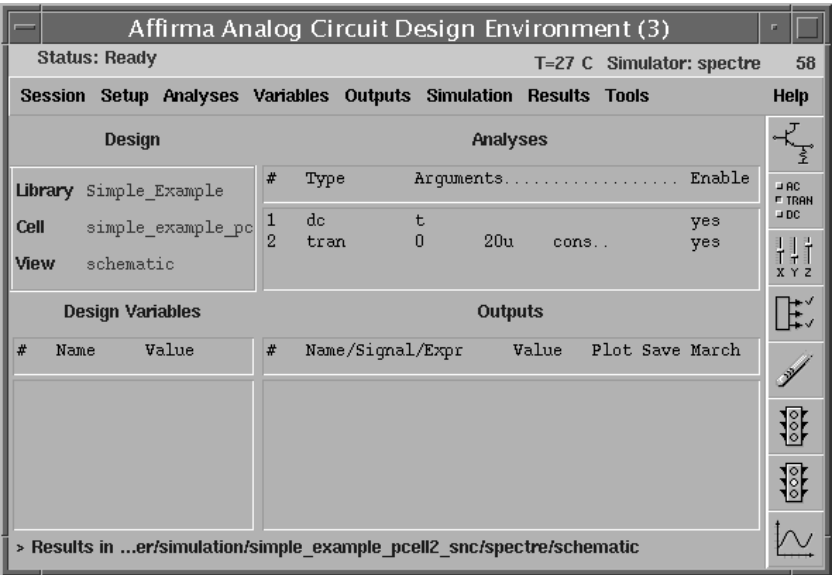 Affirma Analog Circuit Design Environment (3)
Status: Ready T=27 C Simulator: spectre 58
Session Setup Analyses Variables Outputs Simulation Results Tools Help
Design Analyses
# Type Arguments.................. Enable
Library Simple_Example
Cell simple_example_pc
View schematic
1 dc t yes
2 tran 0 20u cons.. yes
AC
TRAN
DC
X Y Z
Design Variables Outputs
# Name Value # Name/Signal/Expr Value Plot Save March
> Results in ...er/simulation/simple_example_pcell2_snc/spectre/schematic